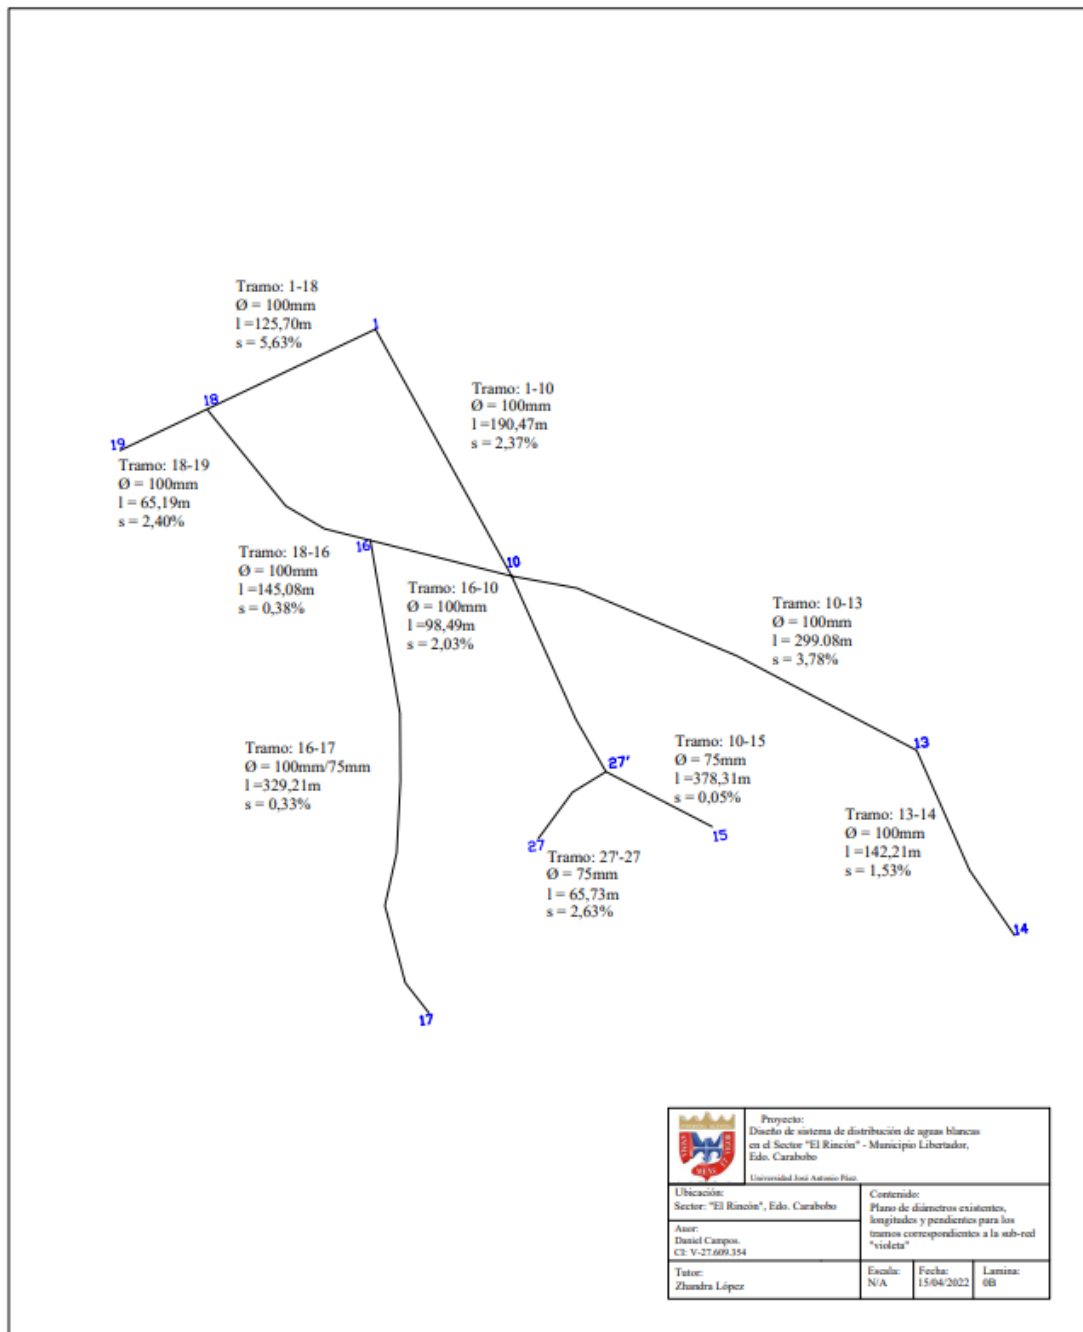 Tramo: 1-18
Ø = 100mm
l =125,70m
s = 5,63%
1
Tramo: 1-10
Ø = 100mm
l =190,47m
s = 2,37%
18
19
Tramo: 18-19
Ø = 100mm
l = 65,19m
s = 2,40%
16
Tramo: 18-16
Ø = 100mm
l =145,08m
s = 0,38%
10
Tramo: 16-10
Ø = 100mm
l =98,49m
s = 2,03%
Tramo: 10-13
Ø = 100mm
l = 299.08m
s = 3,78%
Tramo: 16-17
Ø = 100mm/75mm
l =329,21m
s = 0,33%
27'
Tramo: 10-15
Ø = 75mm
l =378,31m
s = 0,05%
13
15
27
Tramo: 27'-27
Ø = 75mm
l = 65,73m
s = 2,63%
Tramo: 13-14
Ø = 100mm
l =142,21m
s = 1,53%
14
17
Proyecto:
Diseño de sistema de distribución de aguas blancas
en el Sector "El Rincón" - Municipio Libertador,
Edo. Carabobo
Universidad José Antonio Páez.
Ubicación:
Sector: "El Rincón", Edo. Carabobo
Contenido:
Plano de diámetros existentes,
longitudes y pendientes para los
tramos correspondientes a la sub-red
"violeta"
Daniel Campos.
CI: V-27.609.354
Tutor:
Zhandra López
Escala:
N/A
Fecha:
15/04/2022
Lamina:
0B